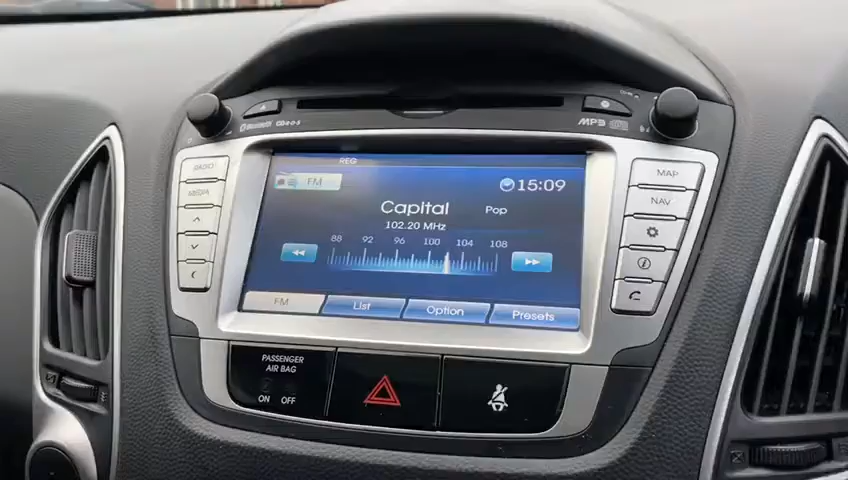 Bluetooth
MP3
RADIO
MEDIA
MAP
NAV
REG
FM
15:09
Capital
Pop
102.20 MHz
88 92 96 100 104 108
FM
List
Option
Presets
PASSENGER
AIR BAG
ON OFF